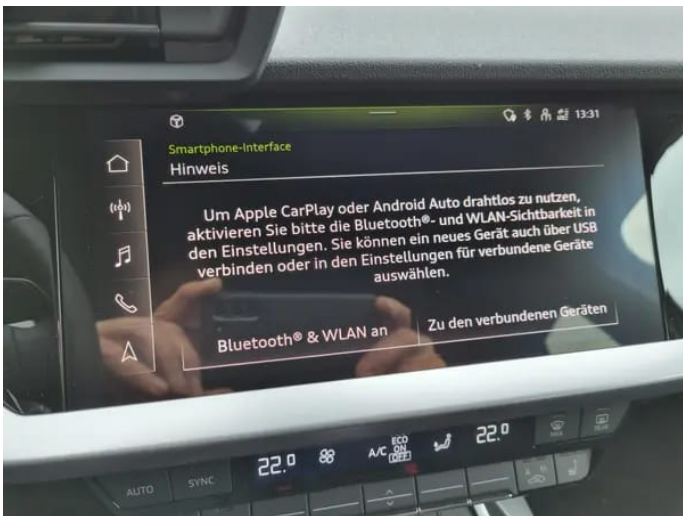 13:31
Smartphone-Interface
Hinweis
Um Apple CarPlay oder Android Auto drahtlos zu nutzen,
aktivieren Sie bitte die Bluetooth®- und WLAN-Sichtbarkeit in
den Einstellungen. Sie können ein neues Gerät auch über USB
verbinden oder in den Einstellungen für verbundene Geräte
auswählen.
Bluetooth® & WLAN an
Zu den verbundenen Geräten
AUTO
SYNC
22.0
A/C
ECO
ON
OFF
22.0